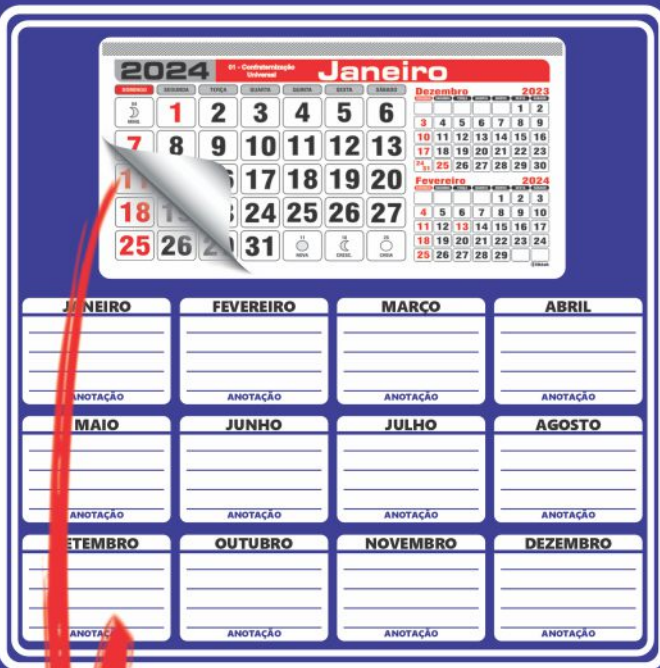 2024
01 - Confraternização
Universal
Janeiro
DOMINGO SEGUNDA TERÇA QUARTA QUINTA SEXTA SÁBADO
1 2 3 4 5 6
7 8 9 10 11 12 13
11 17 18 19 20
18 24 25 26 27
25 26 31
NOVA CRESC. CHEIA
Dezembro 2023
1 2
3 4 5 6 7 8 9
10 11 12 13 14 15 16
17 18 19 20 21 22 23
24 31 25 26 27 28 29 30
Fevereiro 2024
1 2 3
4 5 6 7 8 9 10
11 12 13 14 15 16 17
18 19 20 21 22 23 24
25 26 27 28 29
JANEIRO FEVEREIRO MARÇO ABRIL
ANOTAÇÃO ANOTAÇÃO ANOTAÇÃO ANOTAÇÃO
MAIO JUNHO JULHO AGOSTO
ANOTAÇÃO ANOTAÇÃO ANOTAÇÃO ANOTAÇÃO
SETEMBRO OUTUBRO NOVEMBRO DEZEMBRO
ANOTAÇÃO ANOTAÇÃO ANOTAÇÃO ANOTAÇÃO